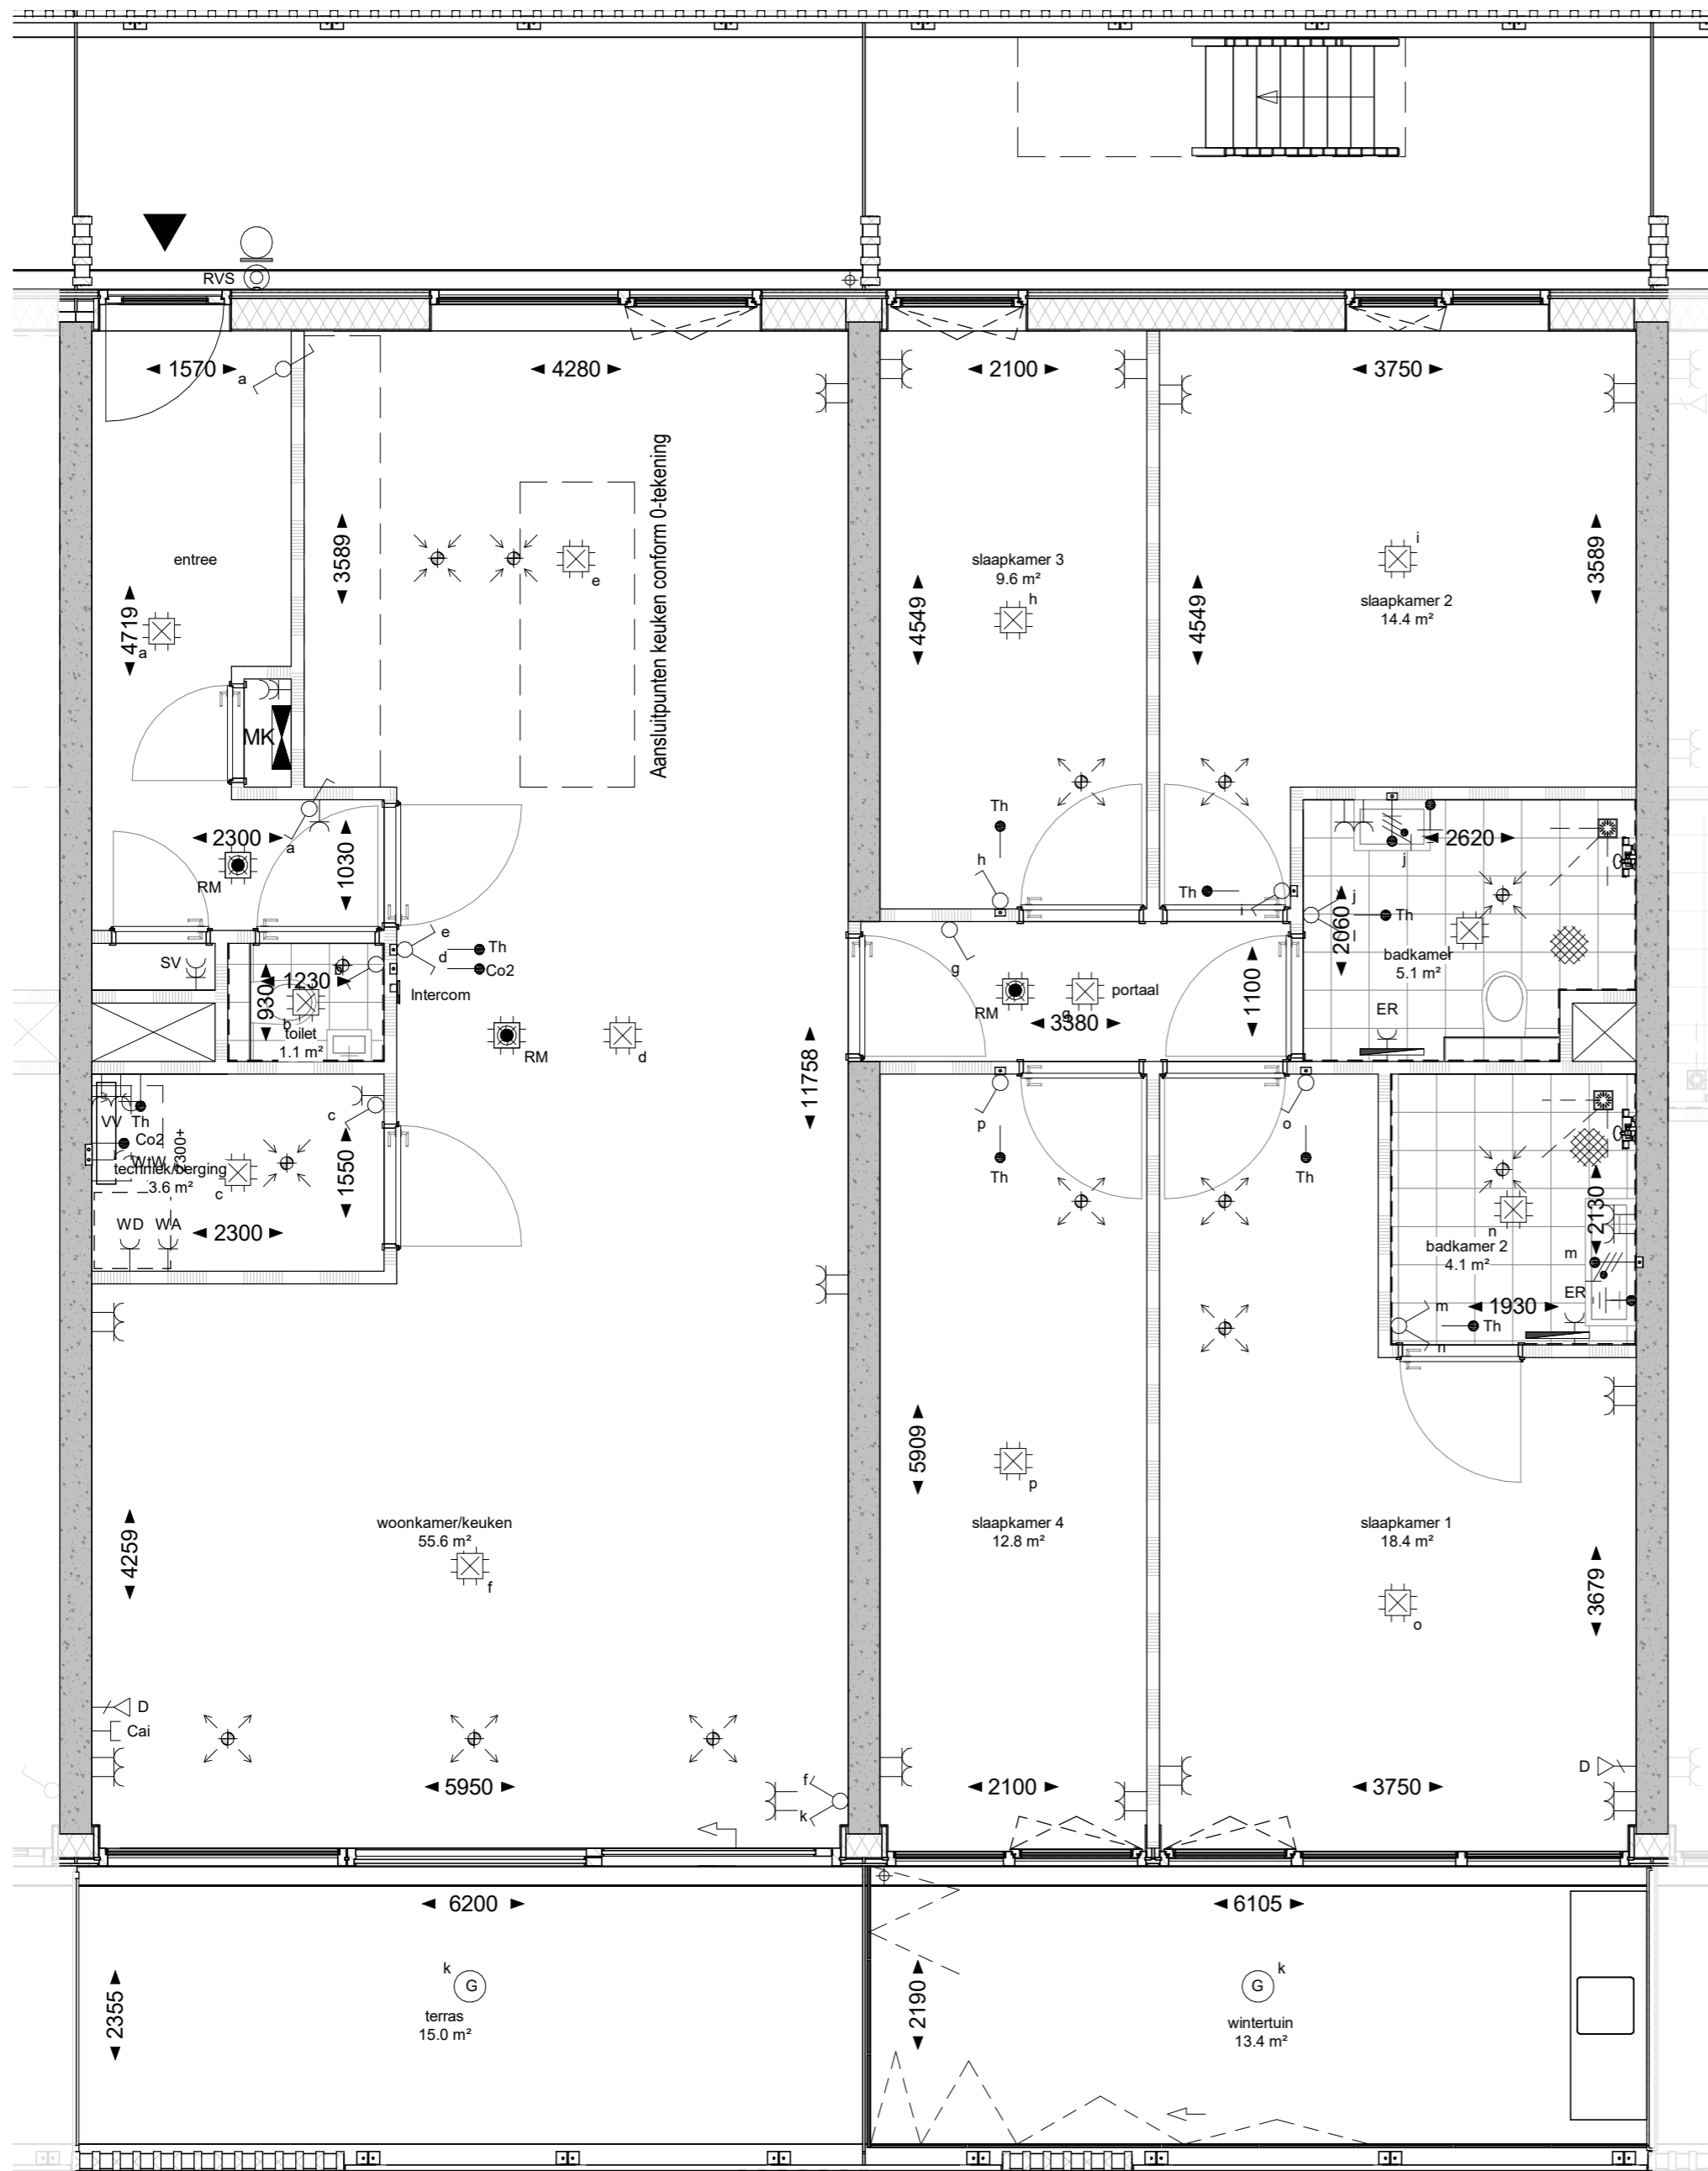 RVS
1570
a
4280
2100
3750
Aansluitpunten keuken conform 0-tekening
entree
3589
e
slaapkamer 3
9.6 m²
h
i
slaapkamer 2
14.4 m²
3589
4719
a
4549
4549
MK
2300
a
1030
RM
Th
h
Th
i
2620
j
2060
j
Th
l
badkamer
5.1 m²
SV
e
d
Th
Co2
Intercom
1230
b
930
b
toilet
1.1 m²
RM
d
g
RM
g
portaal
3380
1100
ER
11758
VV
Th
Co2
WtW
2300+
techniek/berging
3.6 m²
c
c
1550
WD
WA
2300
p
Th
o
Th
2130
n
badkamer 2
4.1 m²
m
ER
1930
m
Th
n
5909
p
4259
woonkamer/keuken
55.6 m²
f
slaapkamer 4
12.8 m²
slaapkamer 1
18.4 m²
3679
o
D
Cai
5950
f
k
2100
3750
D
6200
6105
2355
k
G
terras
15.0 m²
2190
k
G
wintertuin
13.4 m²